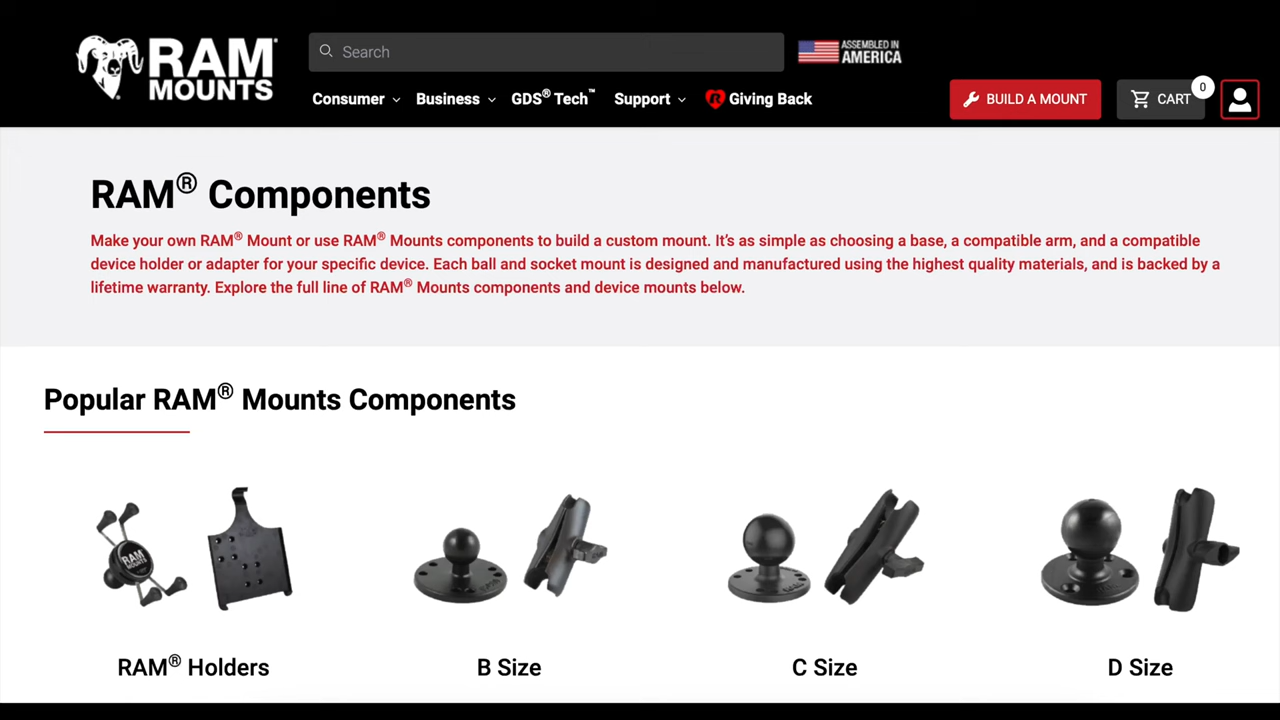 RAM MOUNTS
Search
ASSEMBLED IN
AMERICA
Consumer Business GDS® Tech™ Support Giving Back
BUILD A MOUNT
CART
0
RAM® Components
Make your own RAM® Mount or use RAM® Mounts components to build a custom mount. It's as simple as choosing a base, a compatible arm, and a compatible
device holder or adapter for your specific device. Each ball and socket mount is designed and manufactured using the highest quality materials, and is backed by a
lifetime warranty. Explore the full line of RAM® Mounts components and device mounts below.
Popular RAM® Mounts Components
RAM
MOUNTS
RAM® Holders
B Size
C Size
D Size